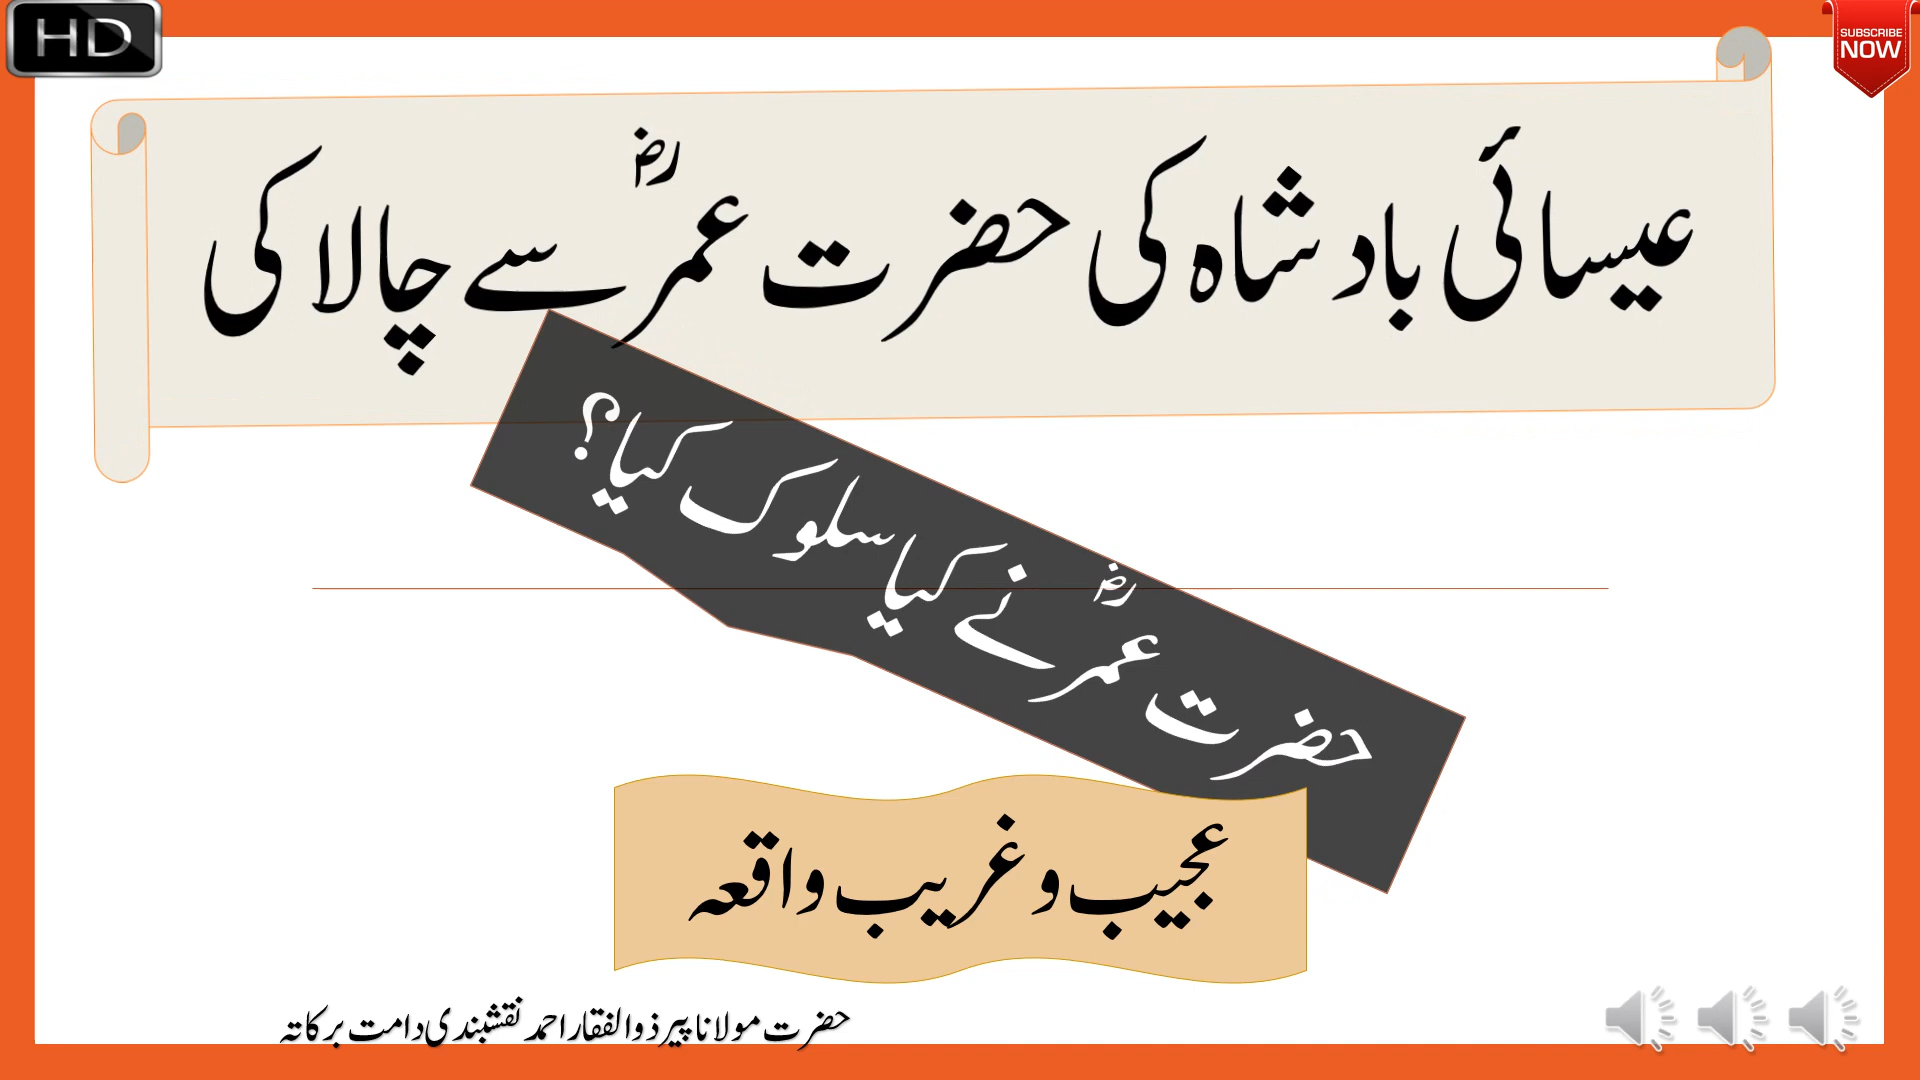 HD
SUBSCRIBE
NOW
عیسائی بادشاہ کی حضرت عمرؓ سے چالاکی
حضرت عمرؓ نے کیا سلوک کیا؟
عجیب و غریب واقعہ
حضرت مولانا پیر ذوالفقار احمد نقشبندی دامت برکاتہ